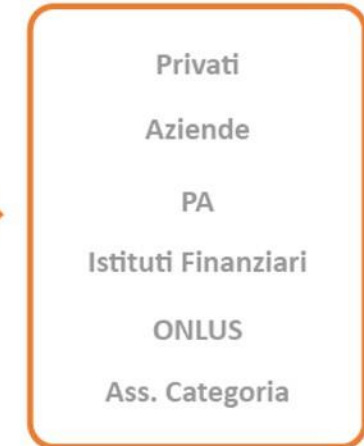 Privati
Aziende
PA
Istituti Finanziari
ONLUS
Ass. Categoria